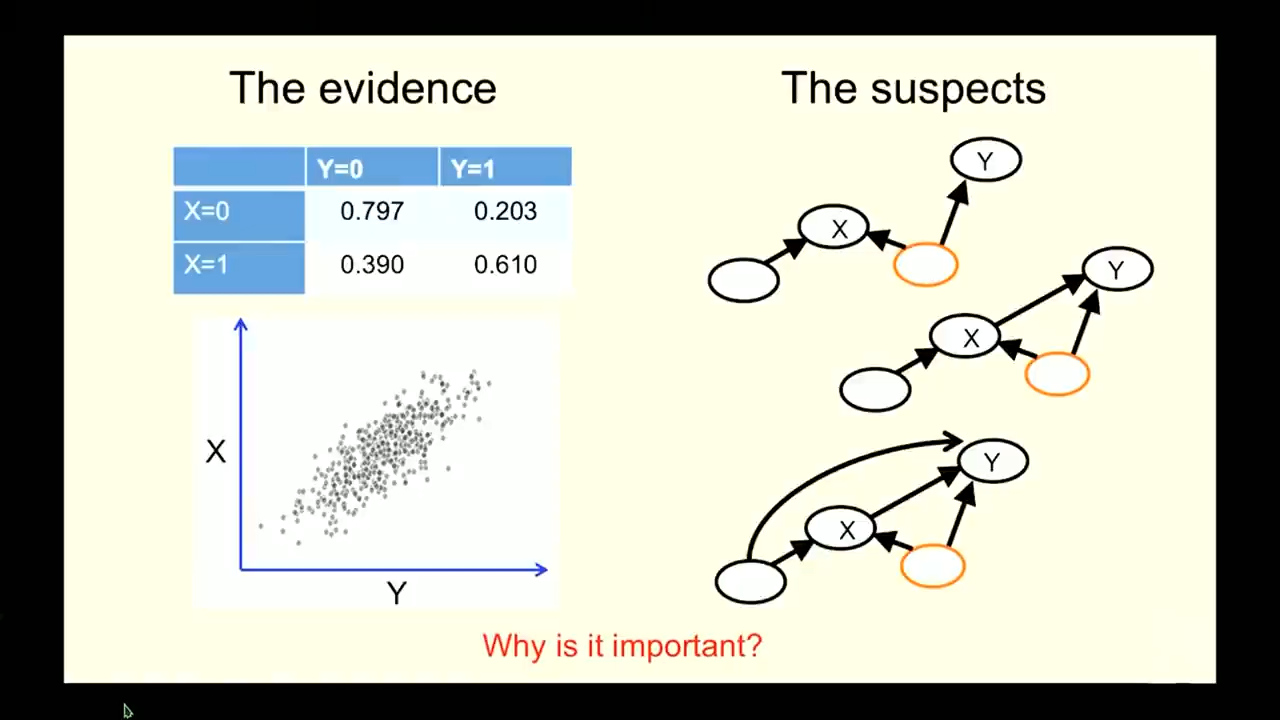 The evidence
Y=0 Y=1
X=0 0.797 0.203
X=1 0.390 0.610
X
Y
The suspects
Y
X
Y
X
Y
X
Why is it important?